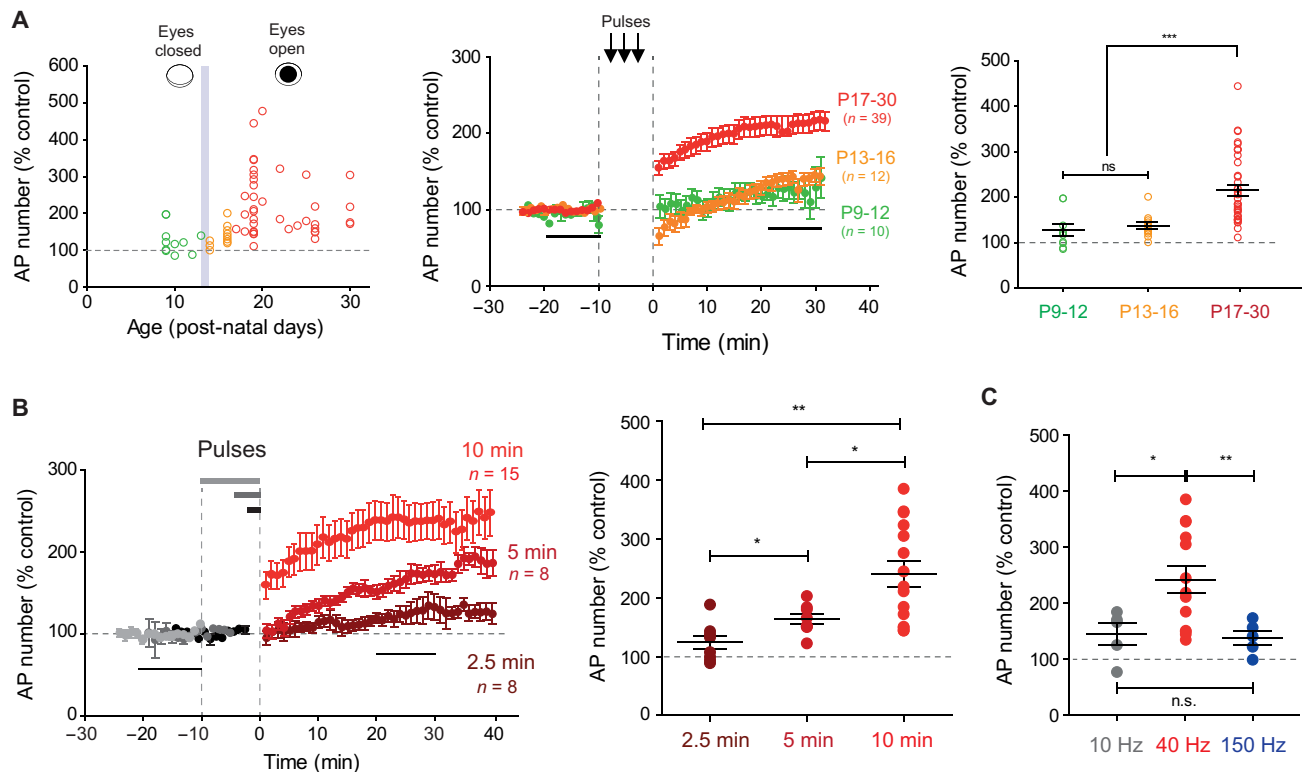 A
Eyes closed
Eyes open
AP number (% control)
600
500
400
300
200
100
0
0
10
20
30
Age (post-natal days)
Pulses
AP number (% control)
300
200
100
0
−30
−20
−10
0
10
20
30
40
Time (min)
P17-30
(n = 39)
P13-16
(n = 12)
P9-12
(n = 10)
AP number (% control)
500
400
300
200
100
0
ns
***
P9-12
P13-16
P17-30
B
Pulses
AP number (% control)
300
200
100
0
−30
−20
−10
0
10
20
30
40
Time (min)
10 min
n = 15
5 min
n = 8
2.5 min
n = 8
AP number (% control)
500
400
300
200
100
0
**
*
*
2.5 min
5 min
10 min
C
AP number (% control)
500
400
300
200
100
0
*
**
n.s.
10 Hz
40 Hz
150 Hz